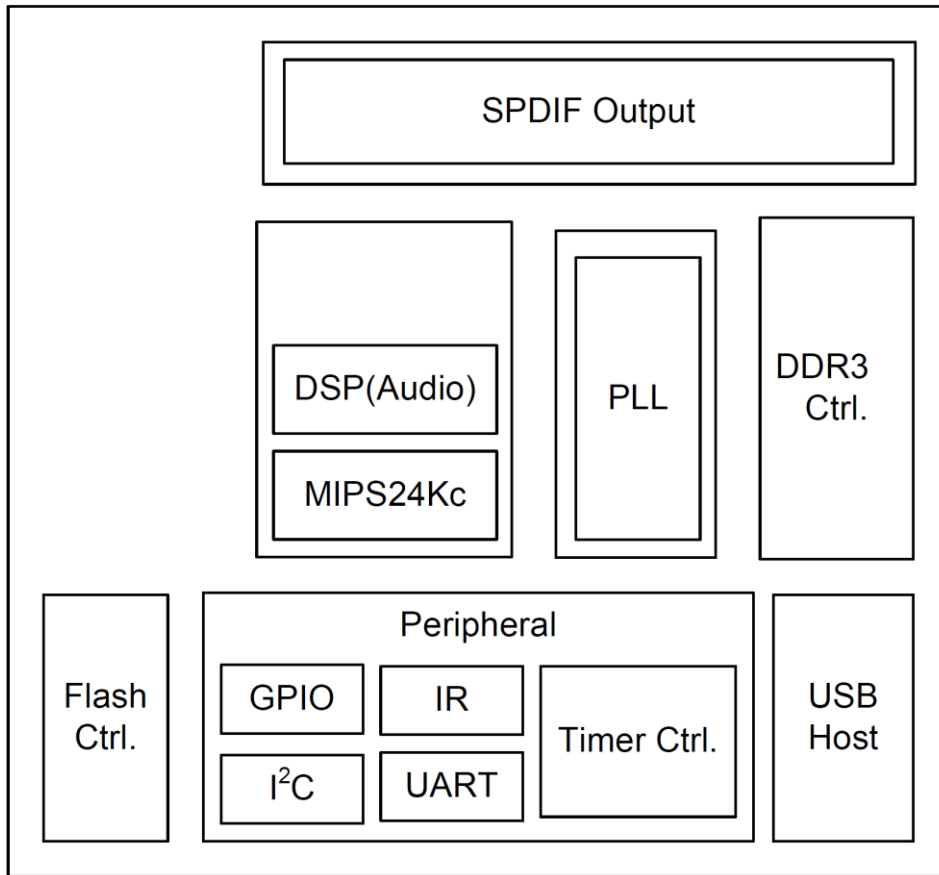 SPDIF Output
DSP(Audio)
MIPS24Kc
PLL
DDR3
Ctrl.
Flash
Ctrl.
Peripheral
GPIO
IR
I²C
UART
Timer Ctrl.
USB
Host